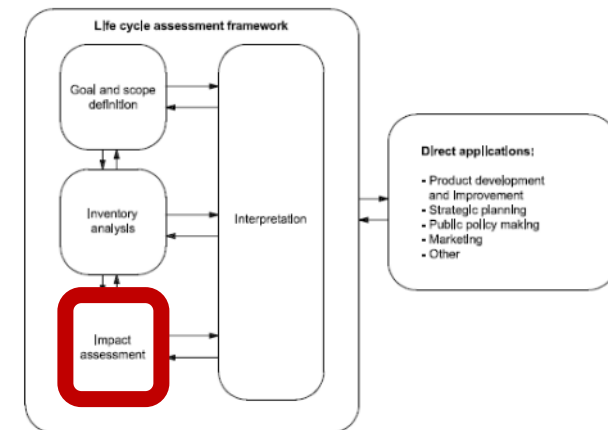 Life cycle assessment framework
Goal and scope
definition
Inventory
analysis
Impact
assessment
Interpretation
Direct applications:
- Product development
and improvement
- Strategic planning
- Public policy making
- Marketing
- Other